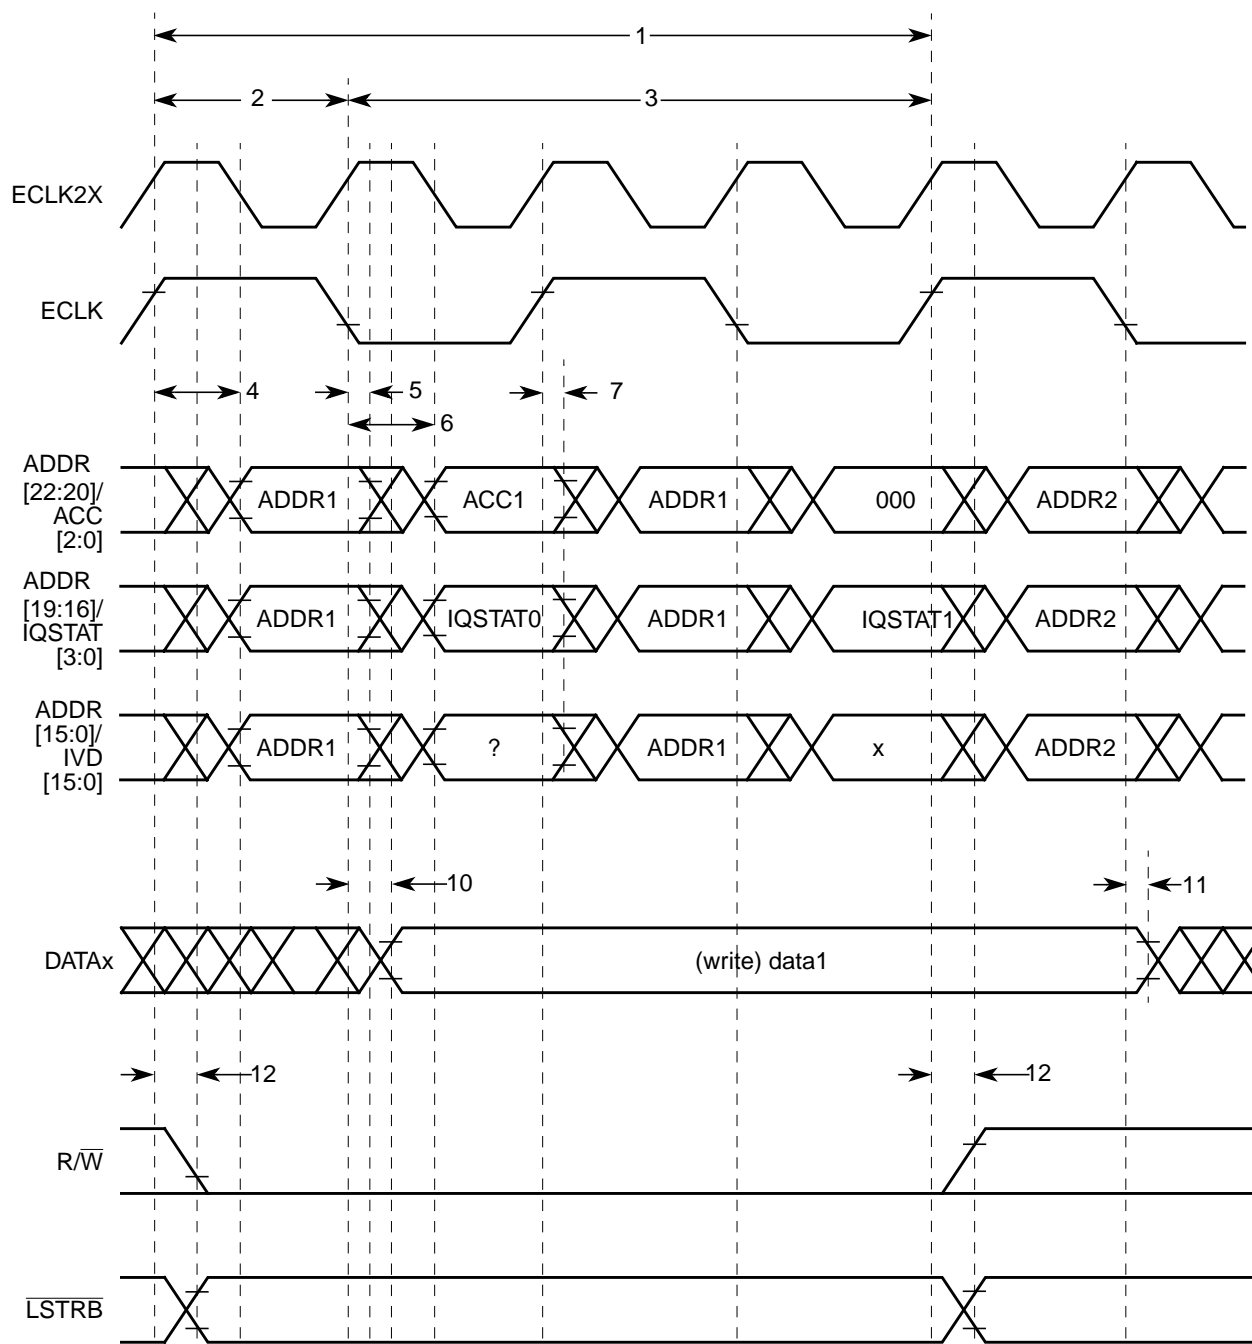 1
2
3
ECLK2X
ECLK
4
5
7
6
ADDR
[22:20]/
ACC
[2:0]
ADDR1
ACC1
ADDR1
000
ADDR2
ADDR
[19:16]/
IQSTAT
[3:0]
ADDR1
IQSTAT0
ADDR1
IQSTAT1
ADDR2
ADDR
[15:0]/
IVD
[15:0]
ADDR1
?
ADDR1
x
ADDR2
10
11
DATAx
(write) data1
12
12
R/W
LSTRB